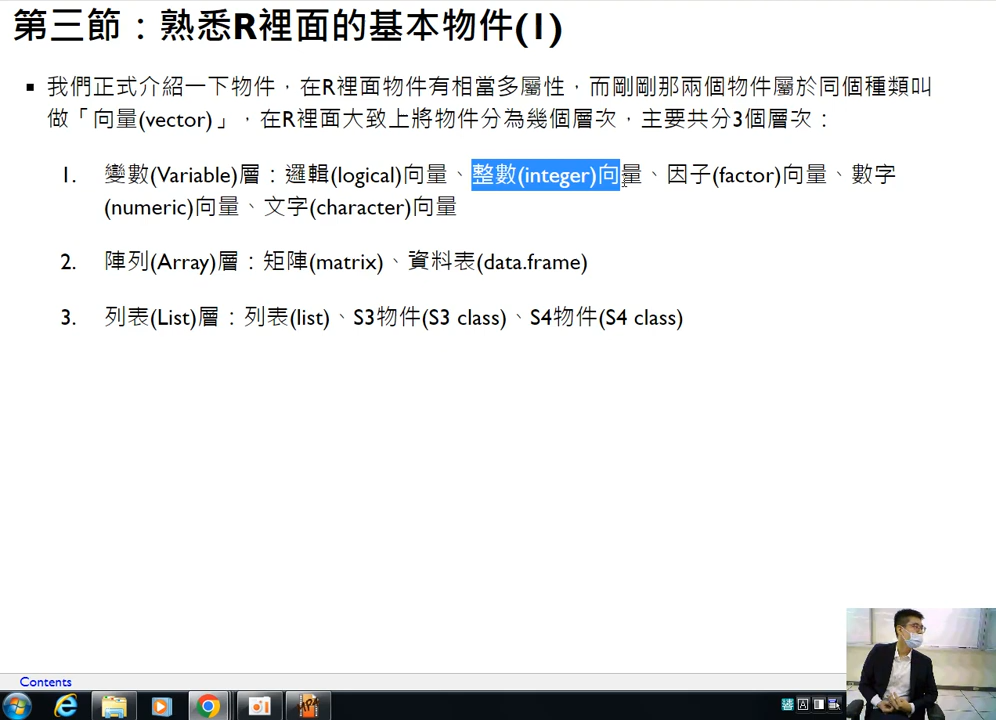 第三節：熟悉R裡面的基本物件(1)
▪ 我們正式介紹一下物件，在R裡面物件有相當多屬性，而剛剛那兩個物件屬於同個種類叫
做「向量(vector)」，在R裡面大致上將物件分為幾個層次，主要共分3個層次：
1. 變數(Variable)層：邏輯(logical)向量、整數(integer)向量、因子(factor)向量、數字
(numeric)向量、文字(character)向量
2. 陣列(Array)層：矩陣(matrix)、資料表(data.frame)
3. 列表(List)層：列表(list)、S3物件(S3 class)、S4物件(S4 class)
Contents